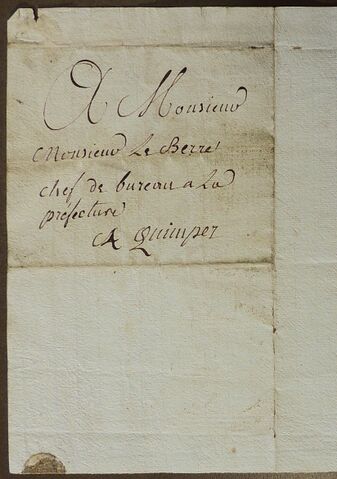 A Monsieur
Monsieur Le Berre
chef de bureau a la
prefecture
A Quimper